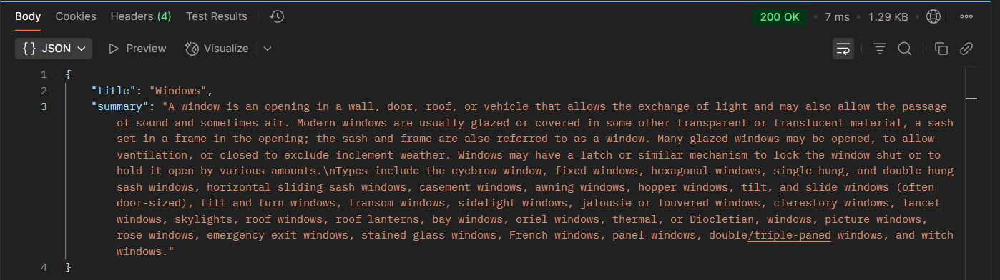 Body Cookies Headers (4) Test Results
200 OK • 7 ms • 1.29 KB •
{} JSON Preview Visualize
1 {
2 "title": "Windows",
3 "summary": "A window is an opening in a wall, door, roof, or vehicle that allows the exchange of light and may also allow the passage
of sound and sometimes air. Modern windows are usually glazed or covered in some other transparent or translucent material, a sash
set in a frame in the opening; the sash and frame are also referred to as a window. Many glazed windows may be opened, to allow
ventilation, or closed to exclude inclement weather. Windows may have a latch or similar mechanism to lock the window shut or to
hold it open by various amounts.\nTypes include the eyebrow window, fixed windows, hexagonal windows, single-hung, and double-hung
sash windows, horizontal sliding sash windows, casement windows, awning windows, hopper windows, tilt, and slide windows (often
door-sized), tilt and turn windows, transom windows, sidelight windows, jalousie or louvered windows, clerestory windows, lancet
windows, skylights, roof windows, roof lanterns, bay windows, oriel windows, thermal, or Diocletian, windows, picture windows,
rose windows, emergency exit windows, stained glass windows, French windows, panel windows, double/triple-paned windows, and witch
windows."
4 }